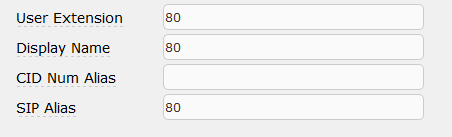 User Extension 80
Display Name 80
CID Num Alias
SIP Alias 80